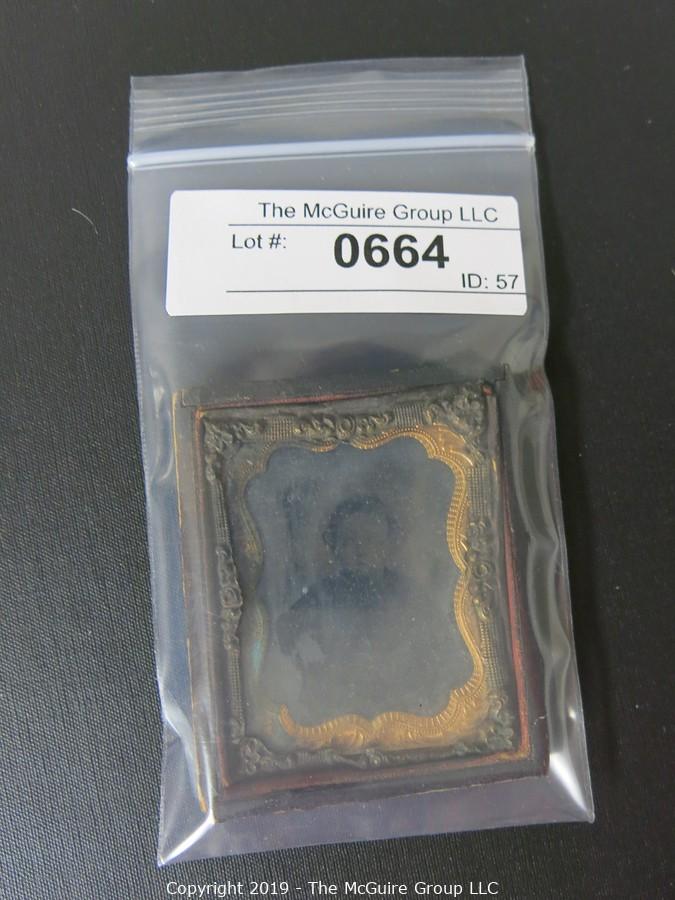 The McGuire Group LLC
Lot #: 0664
ID: 57
Copyright 2019 - The McGuire Group LLC